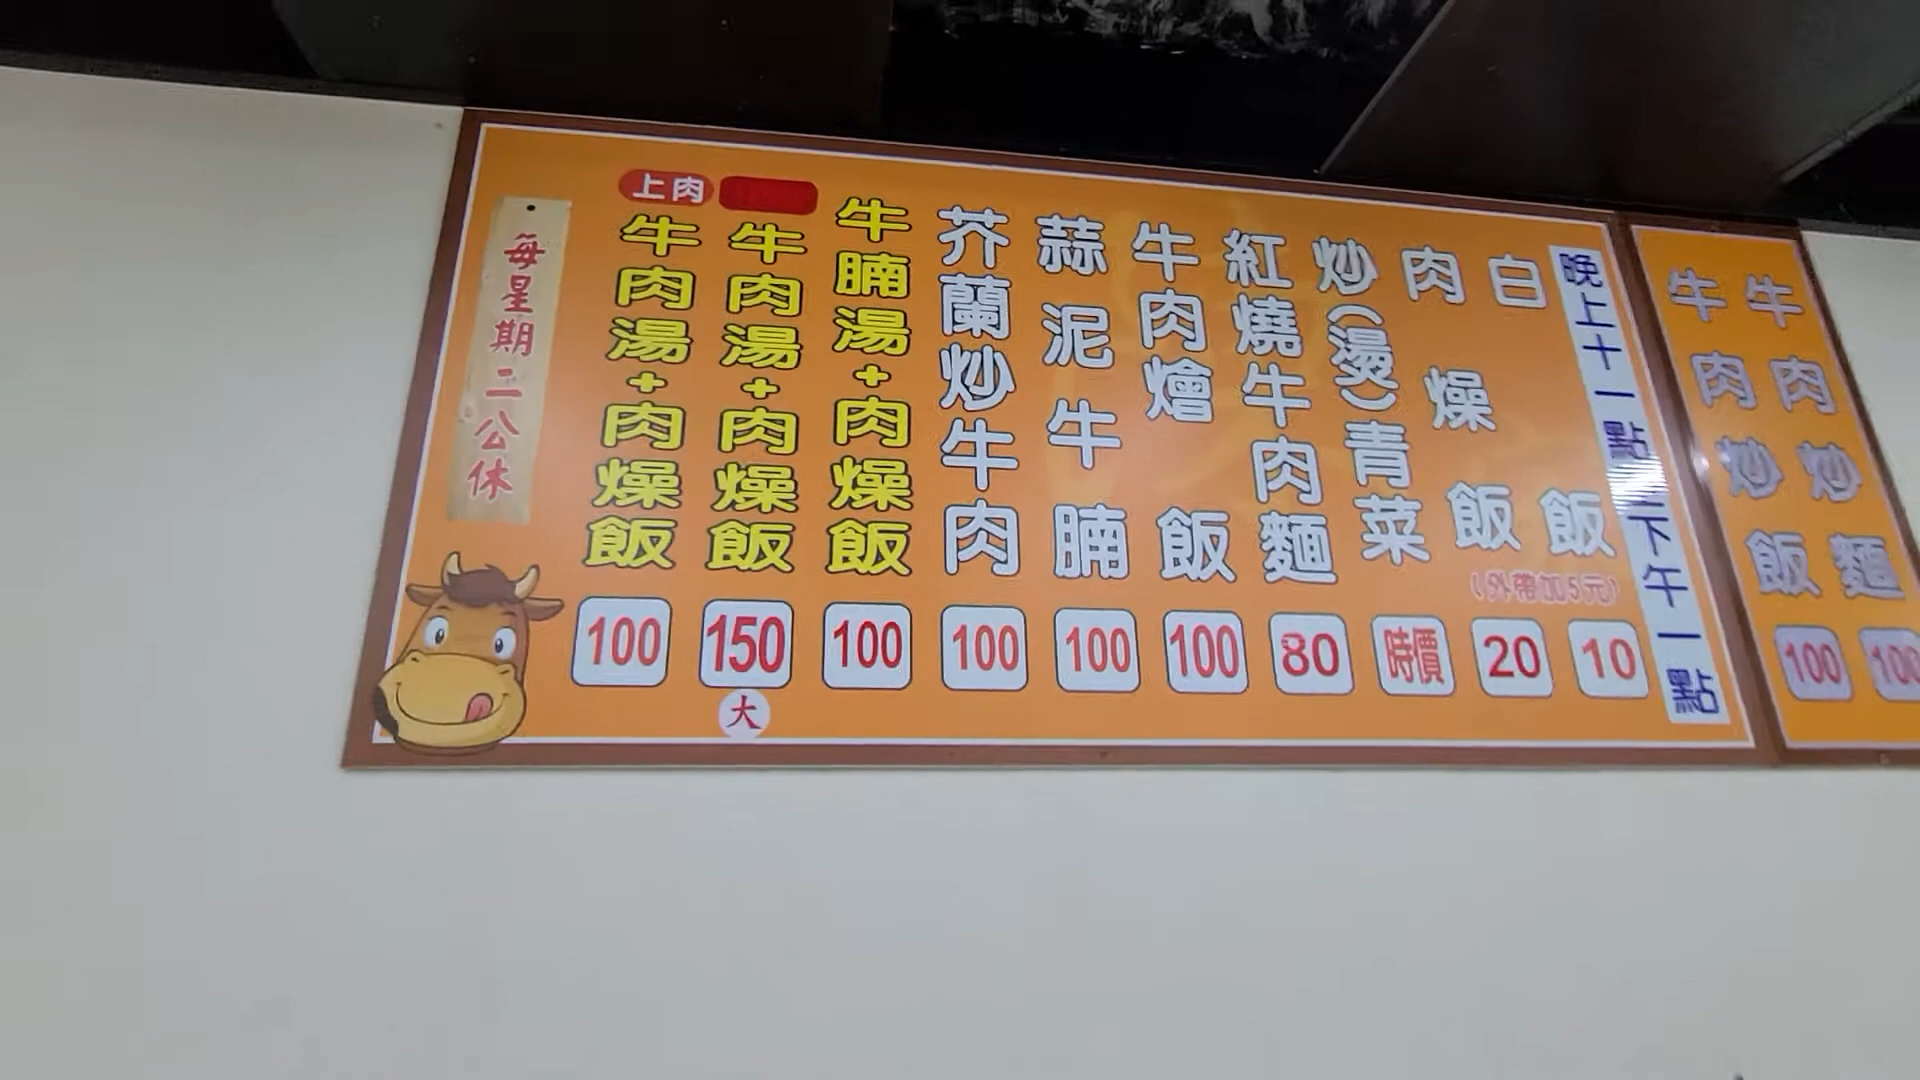 每星期二公休
上肉
牛肉湯+肉燥飯
100
牛肉湯+肉燥飯
150
大
牛腩湯+肉燥飯
100
芥蘭炒牛肉
100
蒜泥牛腩
100
牛肉燴飯
100
紅燒牛肉麵
80
炒(燙)青菜
時價
肉燥飯
20
白飯
(外帶加5元)
10
晚上十一點
下午一點
牛肉炒飯
100
牛肉炒麵
100